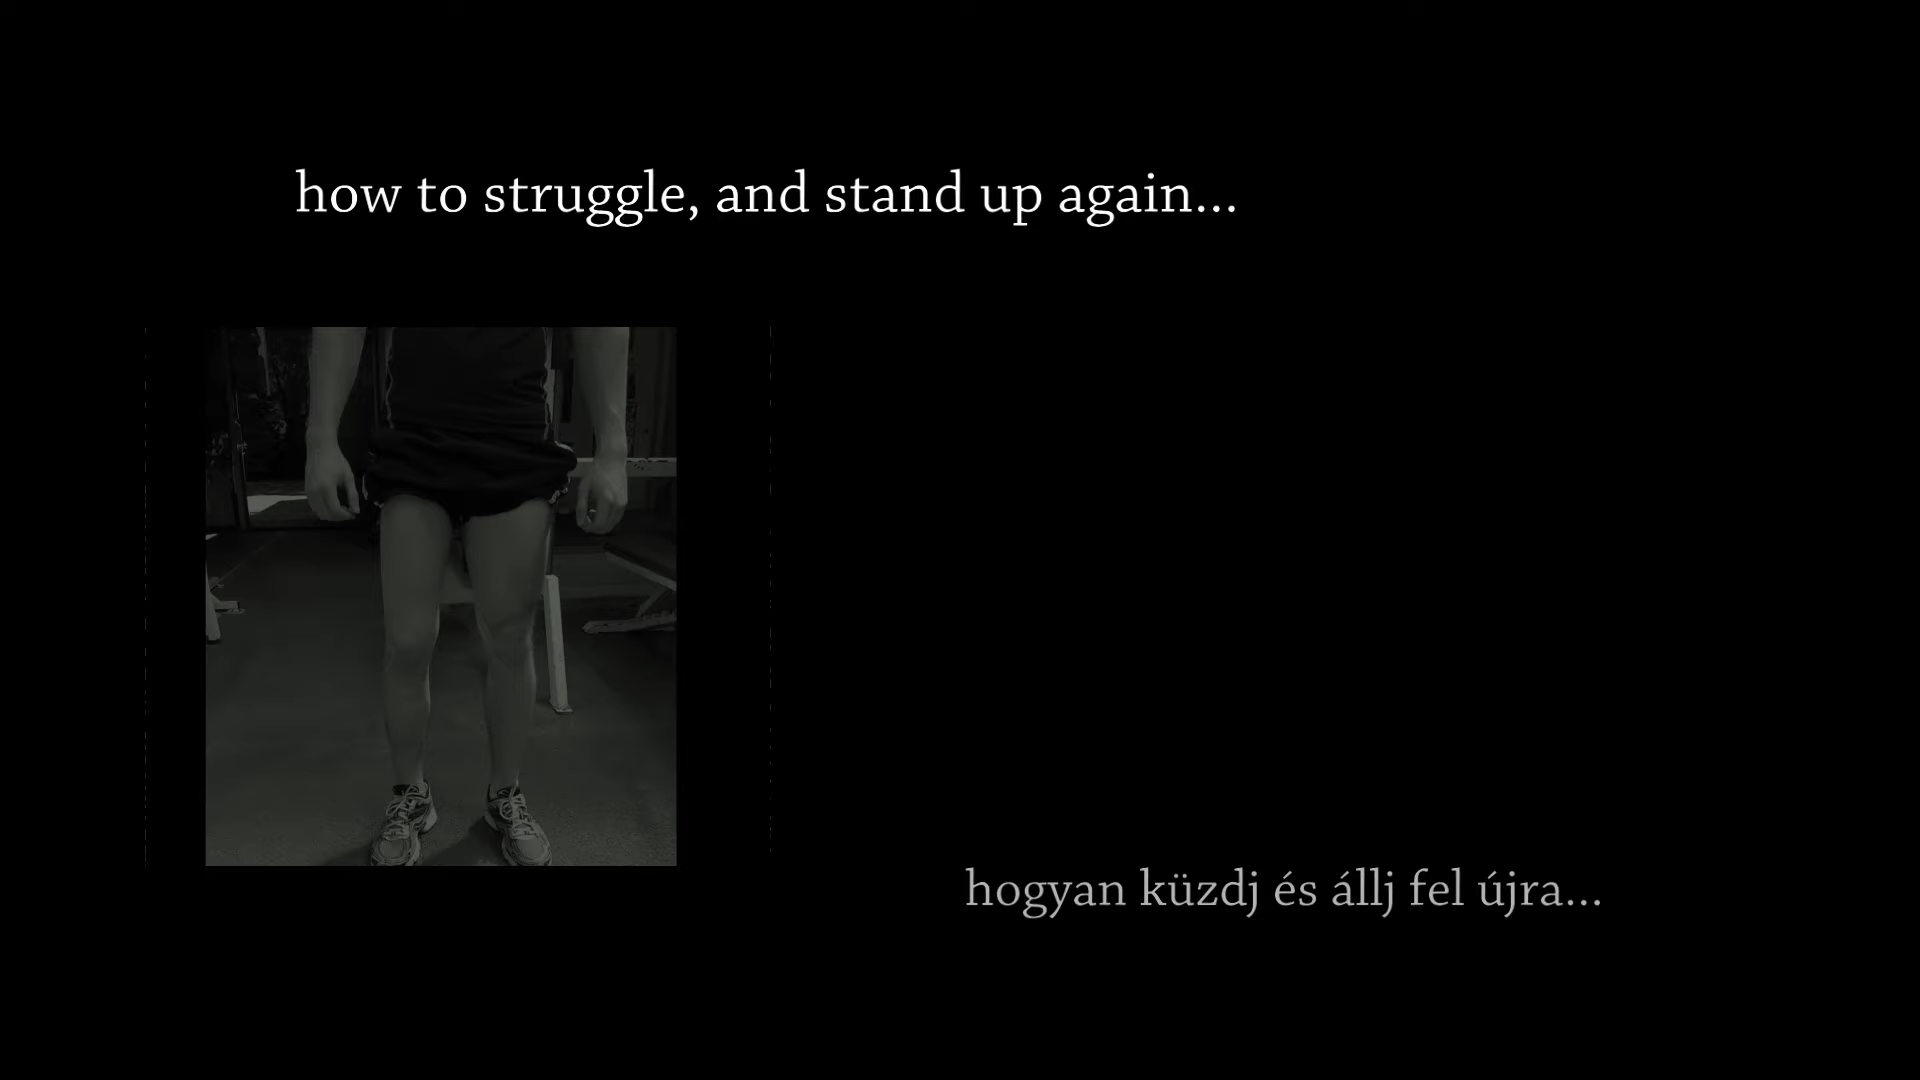 how to struggle, and stand up again...
hogyan küzdj és állj fel újra...